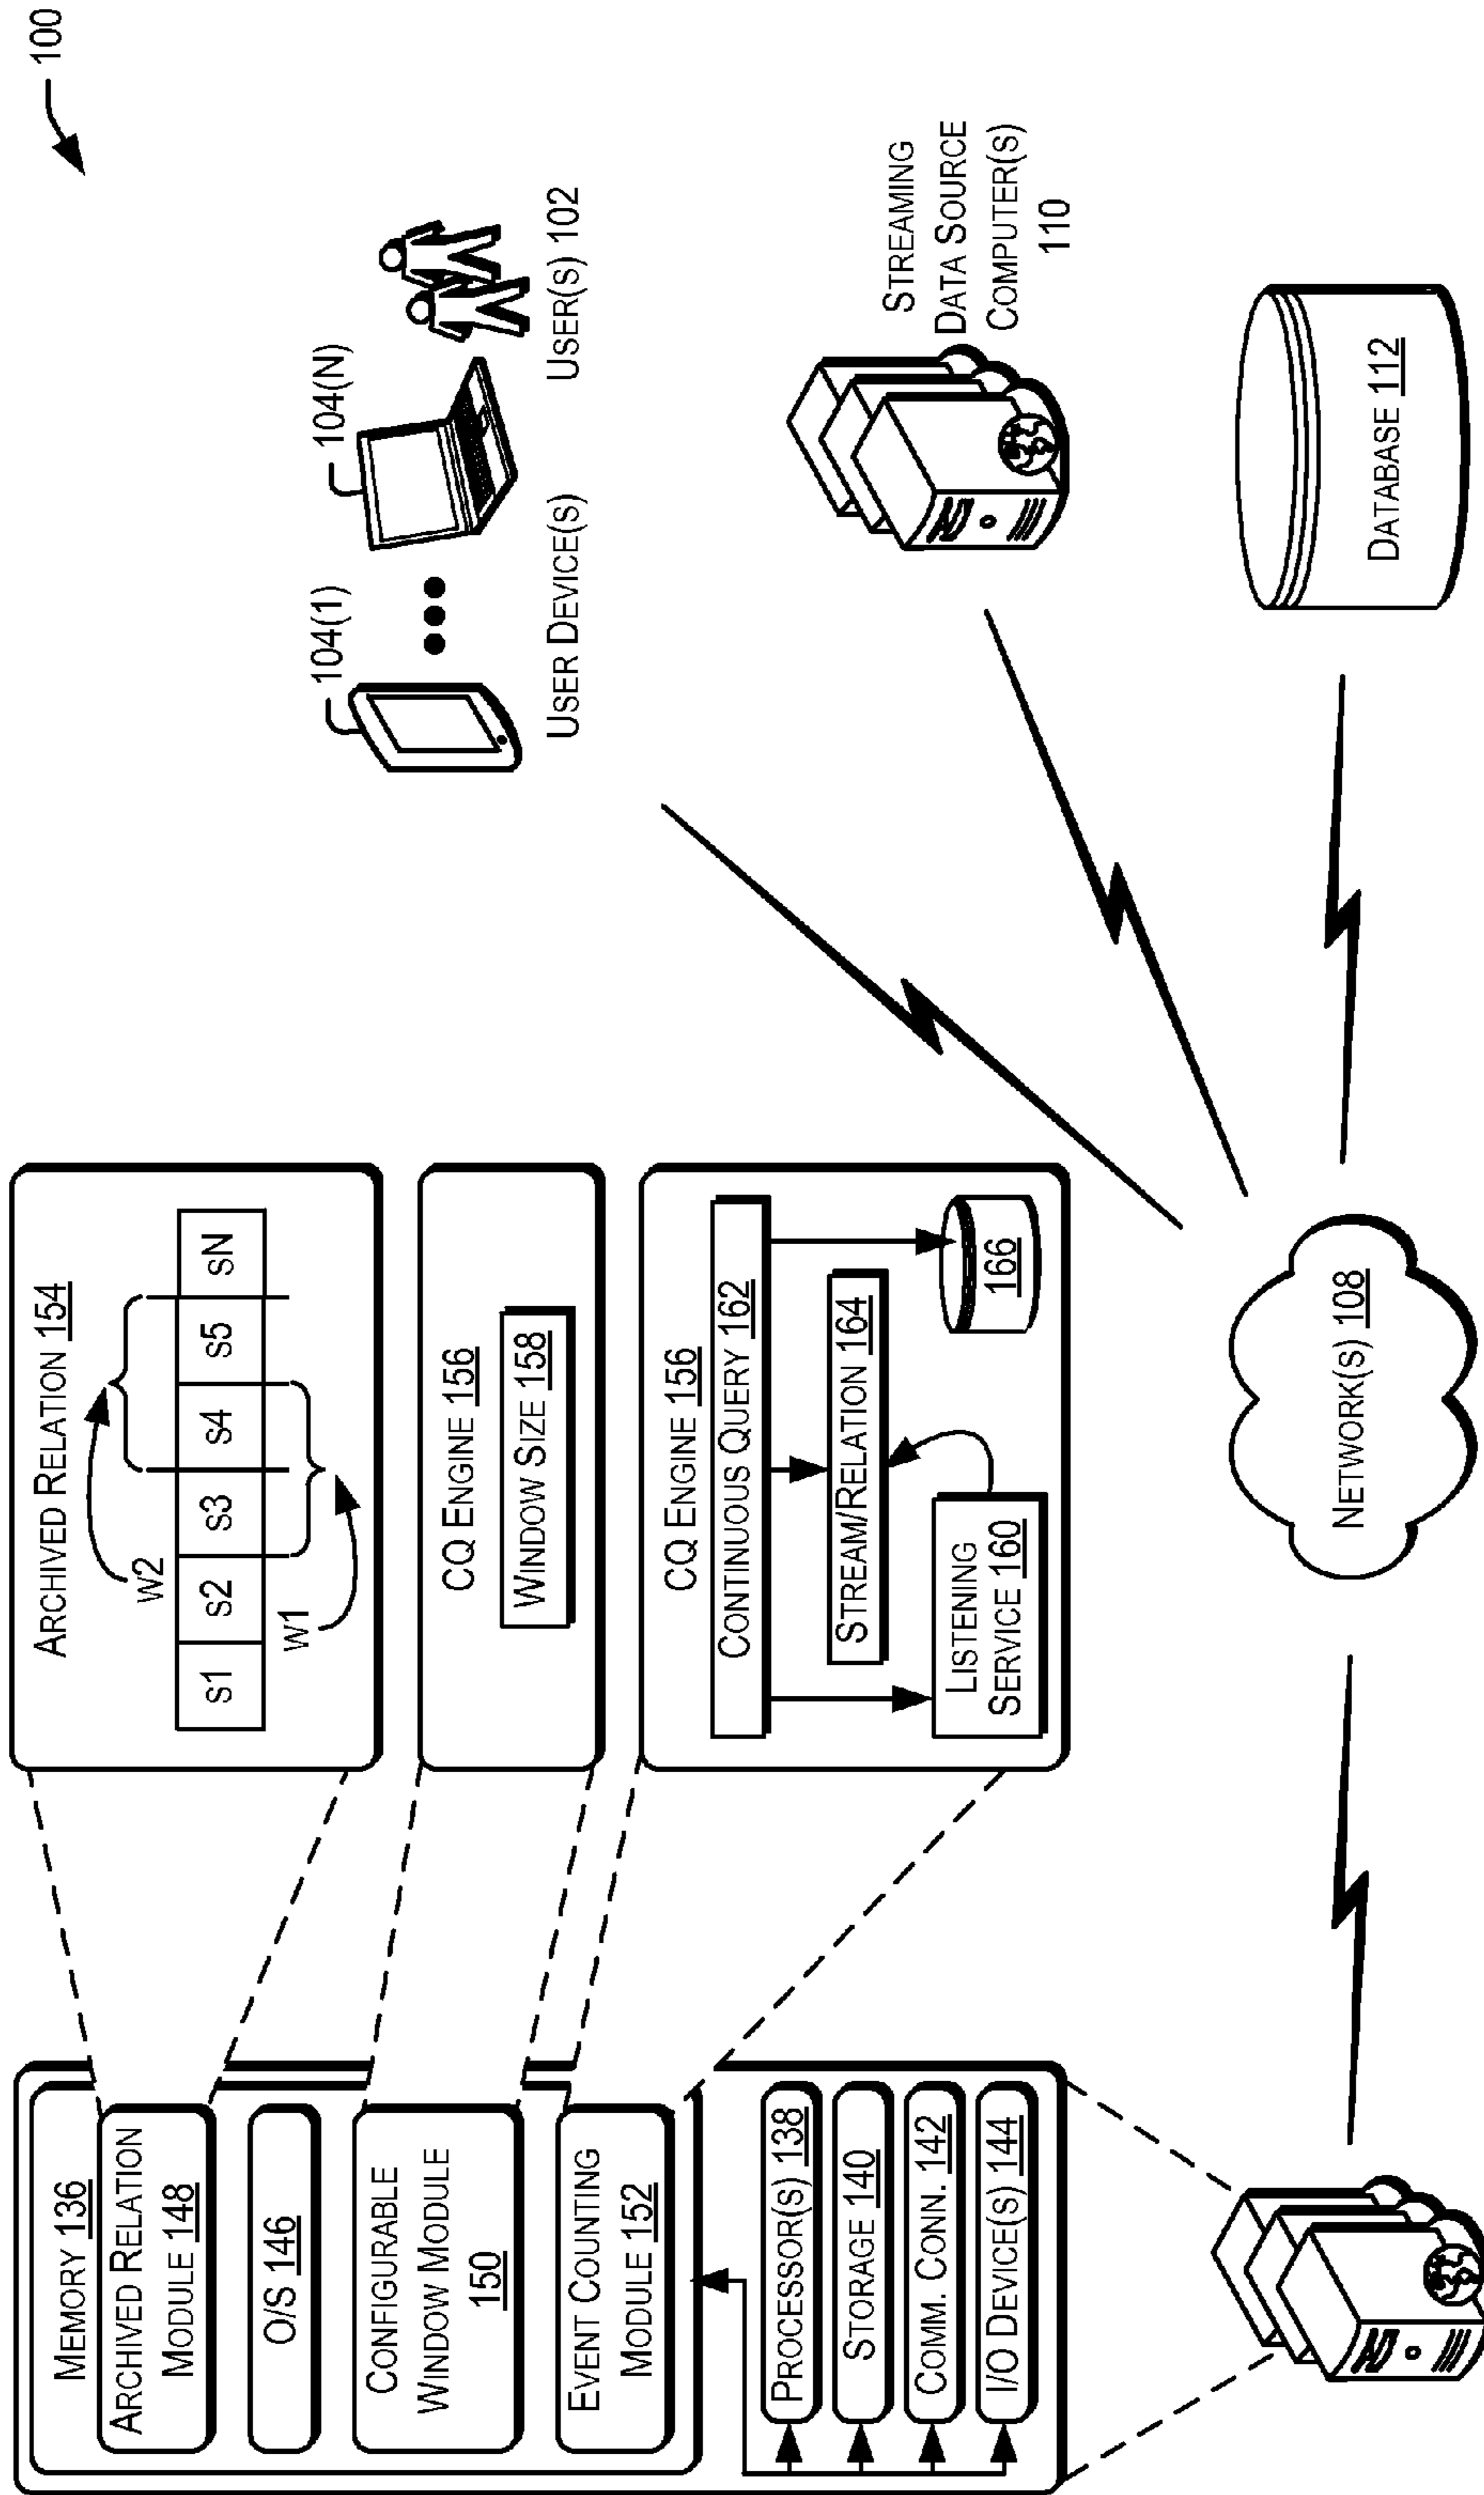 100
MEMORY 136
ARCHIVED RELATION
MODULE 148
O/S 146
CONFIGURABLE
WINDOW MODULE
150
EVENT COUNTING
MODULE 152
PROCESSOR(S) 138
STORAGE 140
COMM. CONN. 142
I/O DEVICE(S) 144
ARCHIVED RELATION 154
W2
S1 S2 S3 S4 S5 SN
W1
CQ ENGINE 156
WINDOW SIZE 158
CQ ENGINE 156
CONTINUOUS QUERY 162
STREAM/RELATION 164
LISTENING
SERVICE 160
166
104(1)
104(N)
USER DEVICE(S)
USER(S) 102
STREAMING
DATA SOURCE
COMPUTER(S)
110
NETWORK(S) 108
DATABASE 112